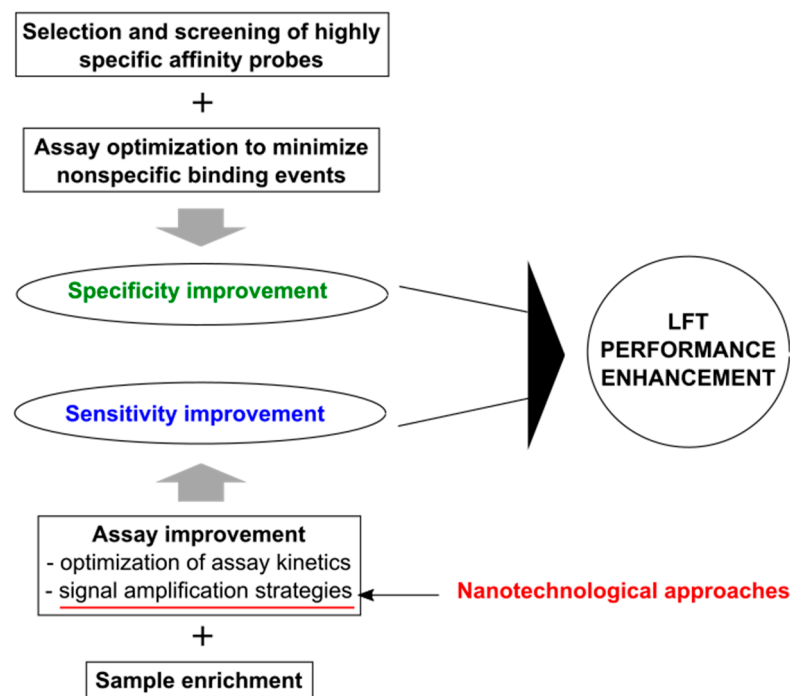 Selection and screening of highly
specific affinity probes
+
Assay optimization to minimize
nonspecific binding events
Specificity improvement
LFT
PERFORMANCE
ENHANCEMENT
Sensitivity improvement
Assay improvement
- optimization of assay kinetics
- signal amplification strategies
Nanotechnological approaches
+
Sample enrichment